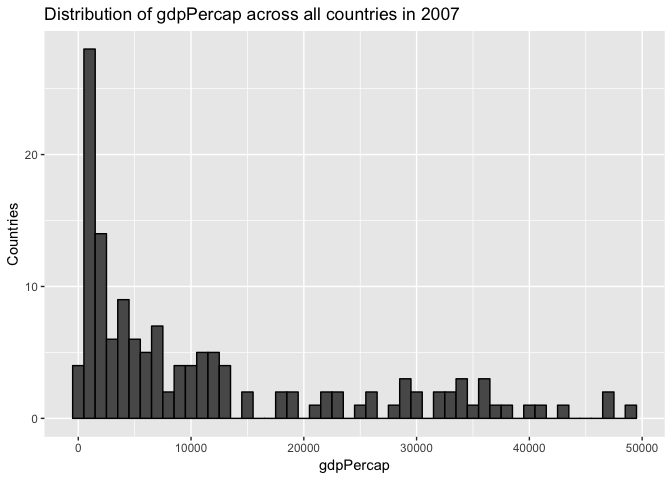 Distribution of gdpPercap across all countries in 2007
Countries
20
10
0
0 10000 20000 30000 40000 50000
gdpPercap